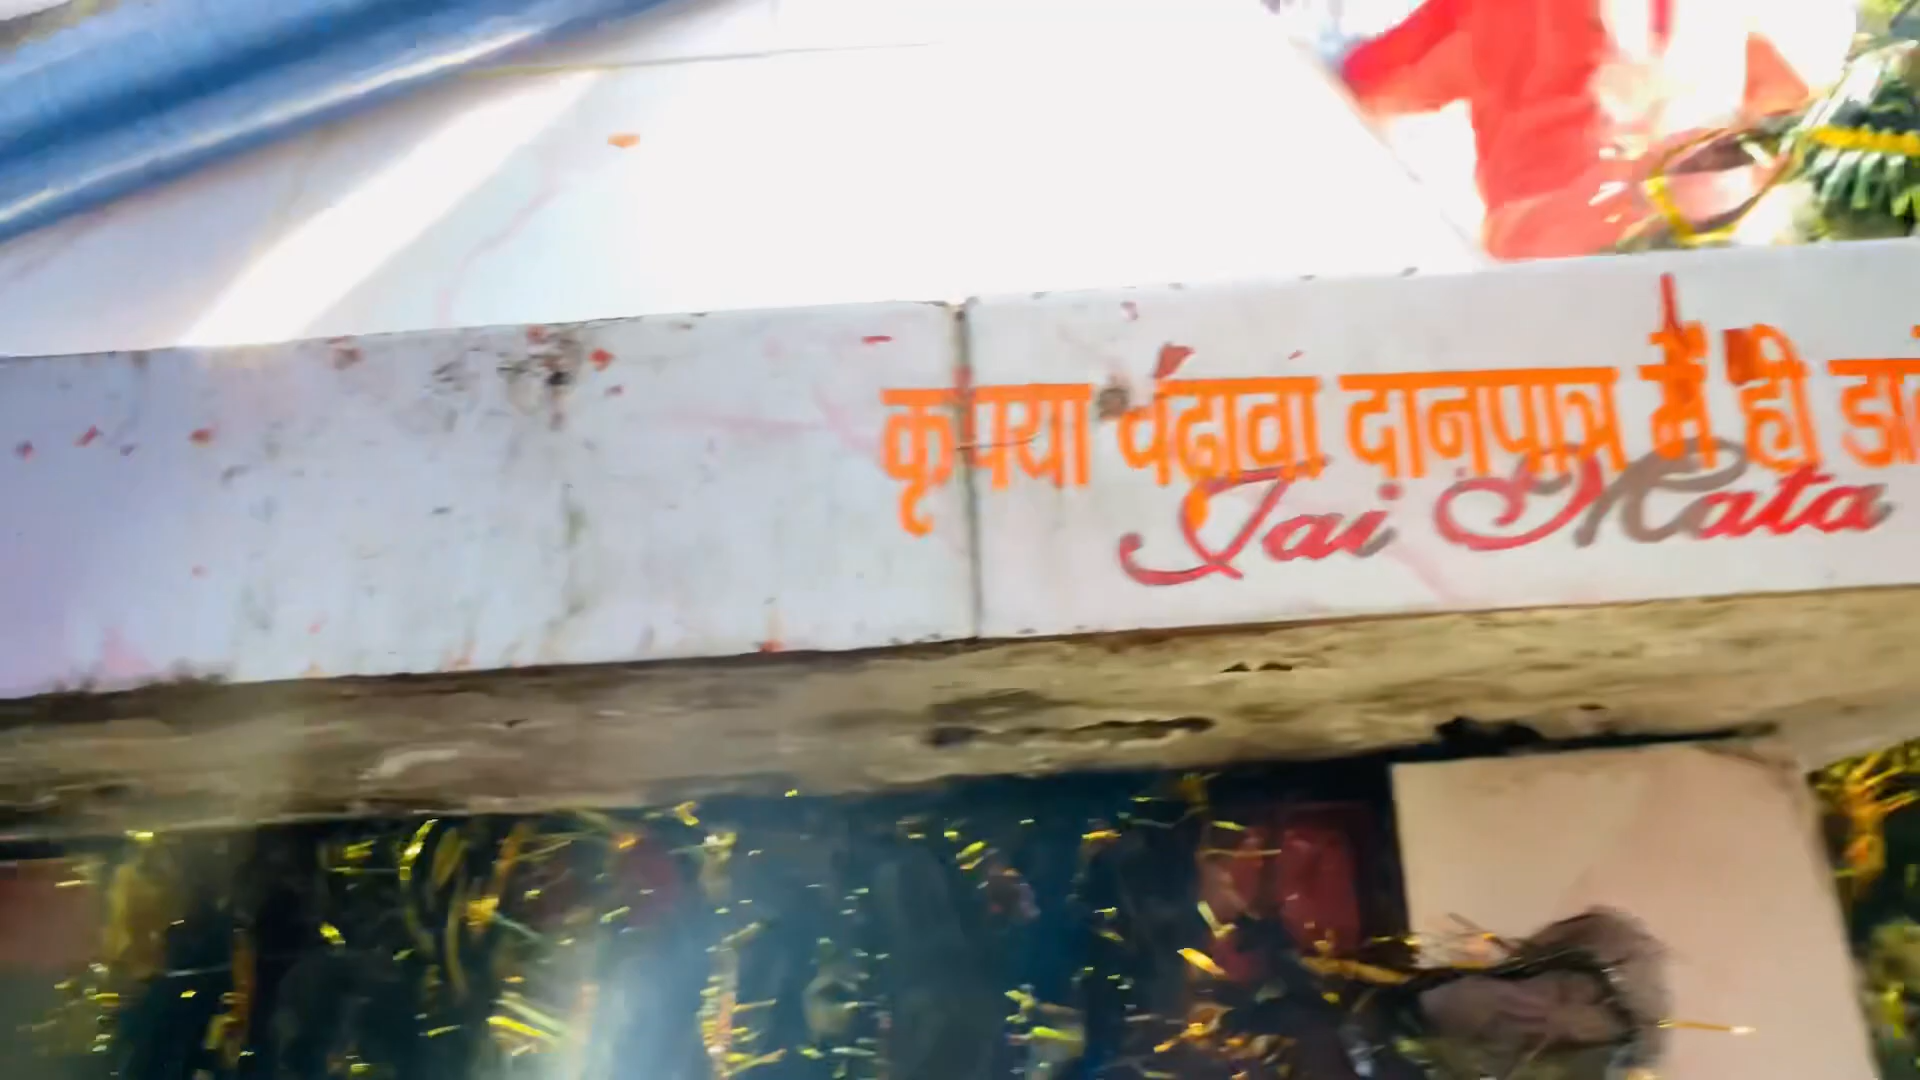 कृपया चढ़ावा दानपात्र में ही
Jai Mata